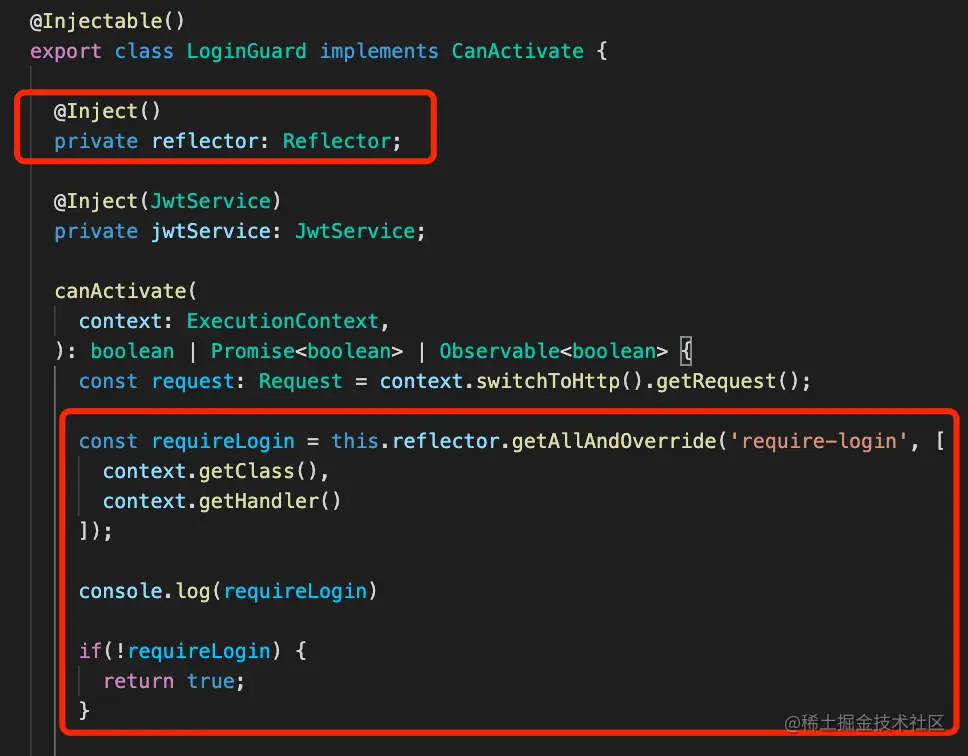 @Injectable()
export class LoginGuard implements CanActivate {
@Inject()
private reflector: Reflector;
@Inject(JwtService)
private jwtService: JwtService;
canActivate(
context: ExecutionContext,
): boolean | Promise<boolean> | Observable<boolean> {
const request: Request = context.switchToHttp().getRequest();
const requireLogin = this.reflector.getAllAndOverride('require-login', [
context.getClass(),
context.getHandler()
]);
console.log(requireLogin)
if(!requireLogin) {
return true;
}
@稀土掘金技术社区